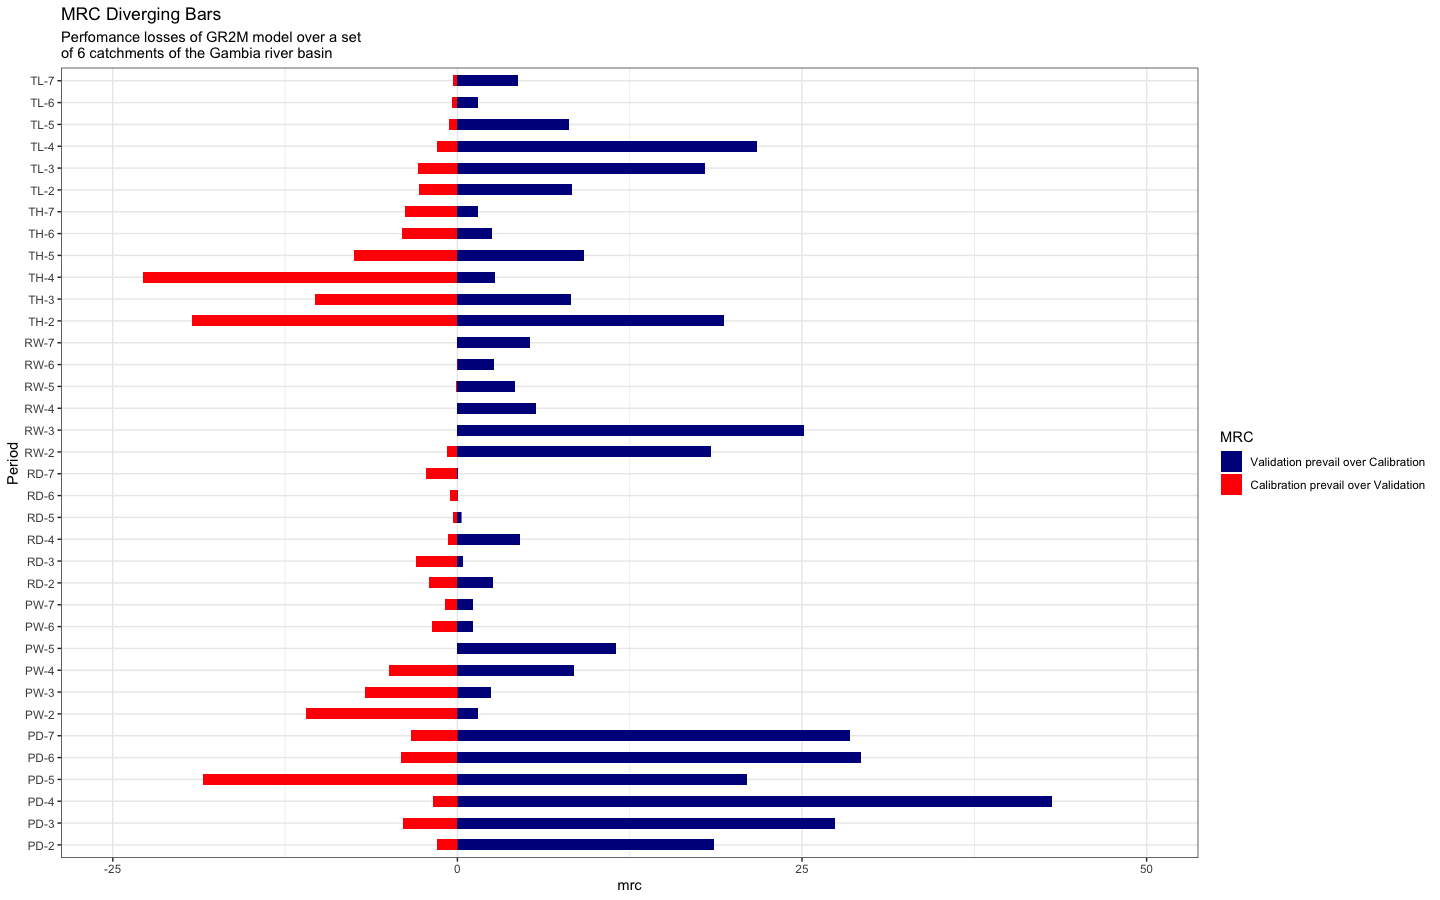 MRC Diverging Bars
Perfomance losses of GR2M model over a set
of 6 catchments of the Gambia river basin
TL-7
TL-6
TL-5
TL-4
TL-3
TL-2
TH-7
TH-6
TH-5
TH-4
TH-3
TH-2
RW-7
RW-6
RW-5
RW-4
RW-3
RW-2
RD-7
RD-6
RD-5
RD-4
RD-3
RD-2
PW-7
PW-6
PW-5
PW-4
PW-3
PW-2
PD-7
PD-6
PD-5
PD-4
PD-3
PD-2
Period
-25 0 25 50
mrc
MRC
Validation prevail over Calibration
Calibration prevail over Validation